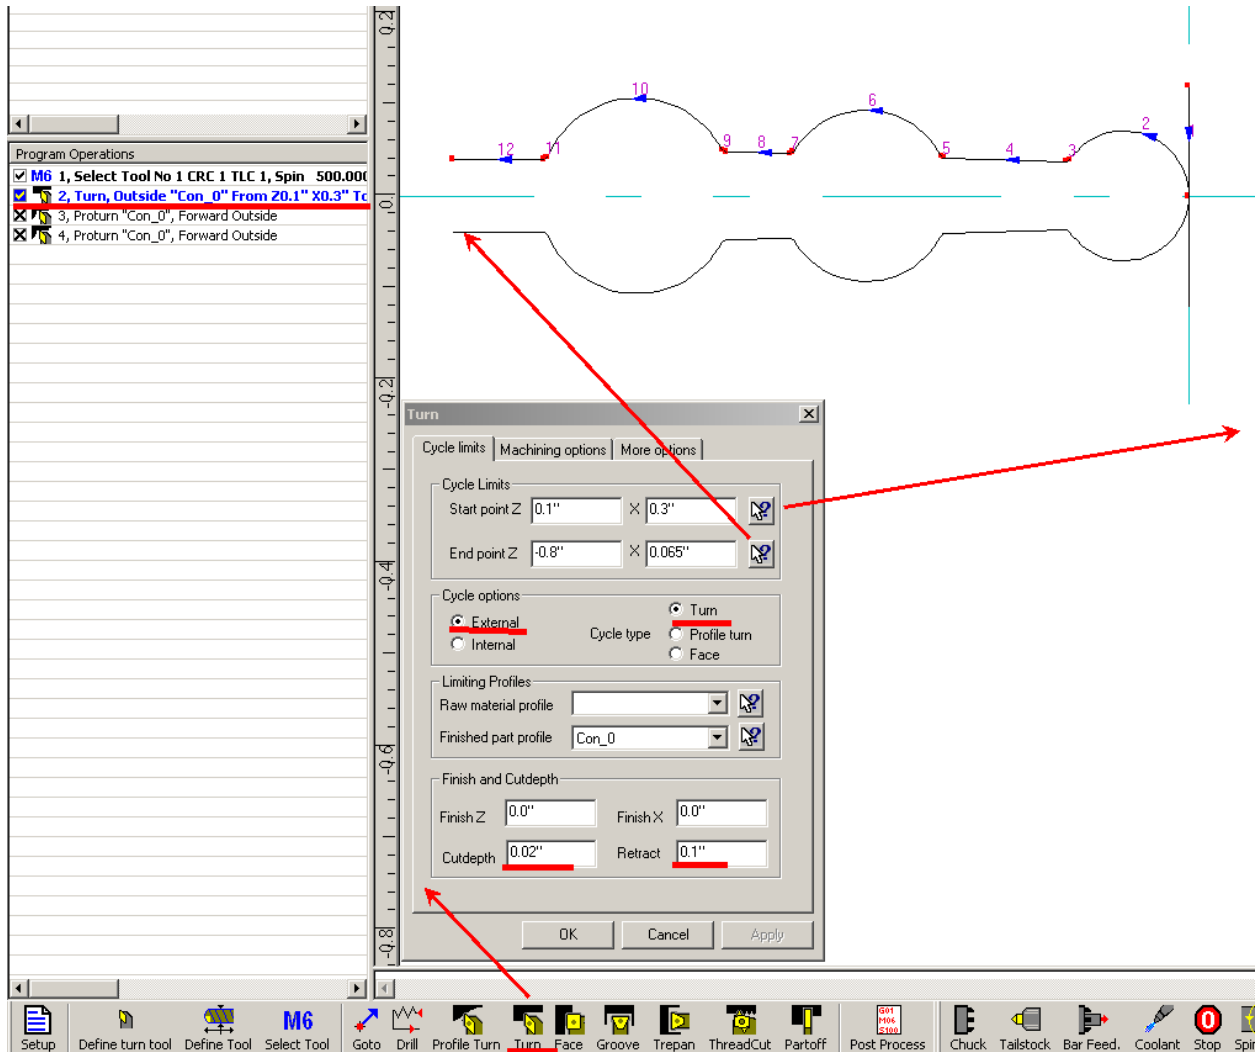 Program Operations
M6 1, Select Tool No 1 CRC 1 TLC 1, Spin 500.000
2, Turn, Outside "Con_0" From Z0.1" X0.3" To
3, Proturn "Con_0", Forward Outside
4, Proturn "Con_0", Forward Outside
0.2
0.
-0.2
-0.4
-0.6
-0.8
10
6
2
12
11
9
8
7
5
4
3
Turn
Cycle limits
Machining options
More options
Cycle Limits
Start point Z 0.1" X 0.3"
End point Z -0.8" X 0.065"
Cycle options
External
Internal
Cycle type
Turn
Profile turn
Face
Limiting Profiles
Raw material profile
Finished part profile Con_0
Finish and Cutdepth
Finish Z 0.0" Finish X 0.0"
Cutdepth 0.02" Retract 0.1"
OK Cancel Apply
M6
G01
M06
S100
Setup Define turn tool Define Tool Select Tool Goto Drill Profile Turn Turn Face Groove Trepan ThreadCut Partoff Post Process Chuck Tailstock Bar Feed. Coolant Stop Spin